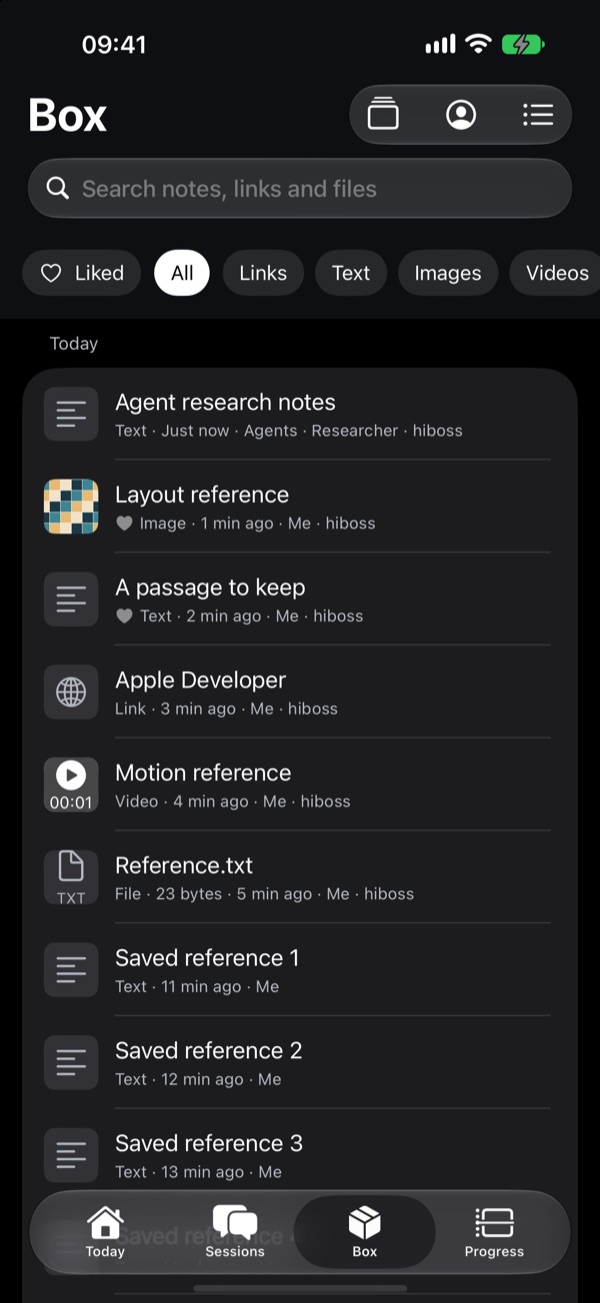 09:41
Box
Search notes, links and files
Liked
All
Links
Text
Images
Videos
Today
Agent research notes
Text · Just now · Agents · Researcher · hiboss
Layout reference
Image · 1 min ago · Me · hiboss
A passage to keep
Text · 2 min ago · Me · hiboss
Apple Developer
Link · 3 min ago · Me · hiboss
00:01
Motion reference
Video · 4 min ago · Me · hiboss
TXT
Reference.txt
File · 23 bytes · 5 min ago · Me · hiboss
Saved reference 1
Text · 11 min ago · Me
Saved reference 2
Text · 12 min ago · Me
Saved reference 3
Text · 13 min ago · Me
Saved reference
Today
Sessions
Box
Progress